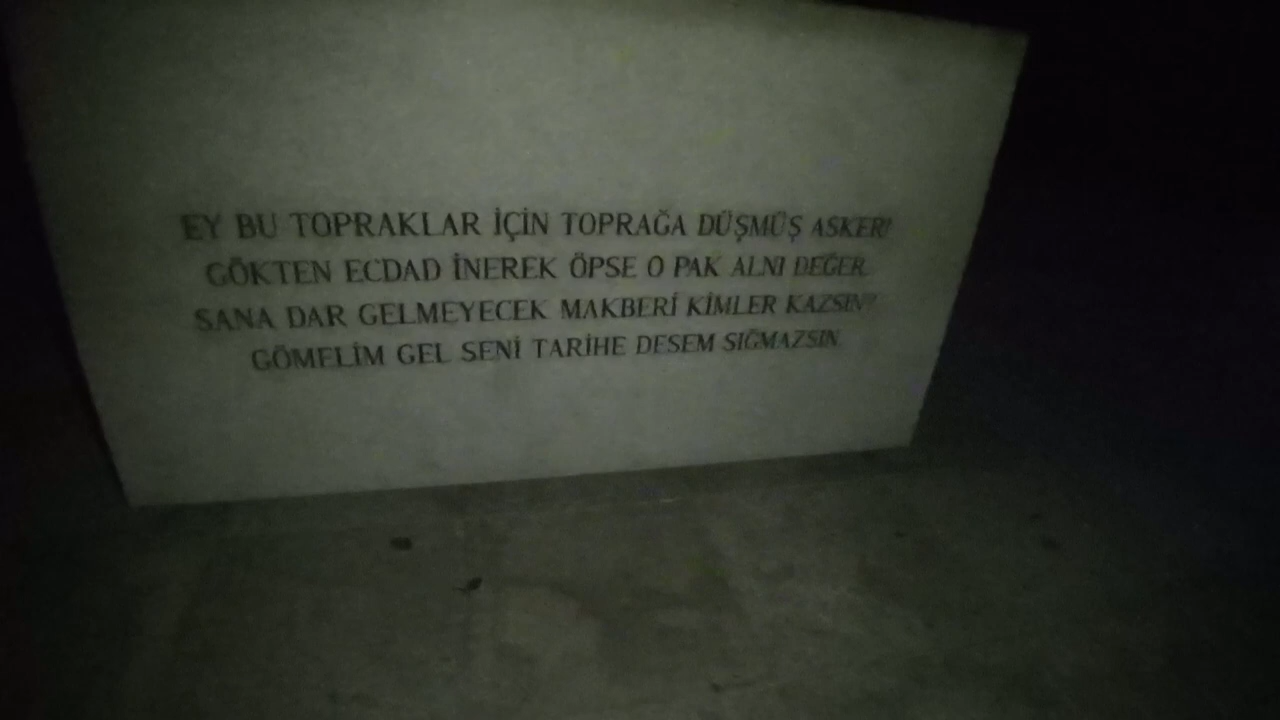 EY BU TOPRAKLAR İÇİN TOPRAĞA DÜŞMÜŞ ASKER!
GÖKTEN ECDAD İNEREK ÖPSE O PAK ALNI DEĞER.
SANA DAR GELMEYECEK MAKBERİ KİMLER KAZSIN?
GÖMELİM GEL SENİ TARİHE DESEM SIĞMAZSIN.